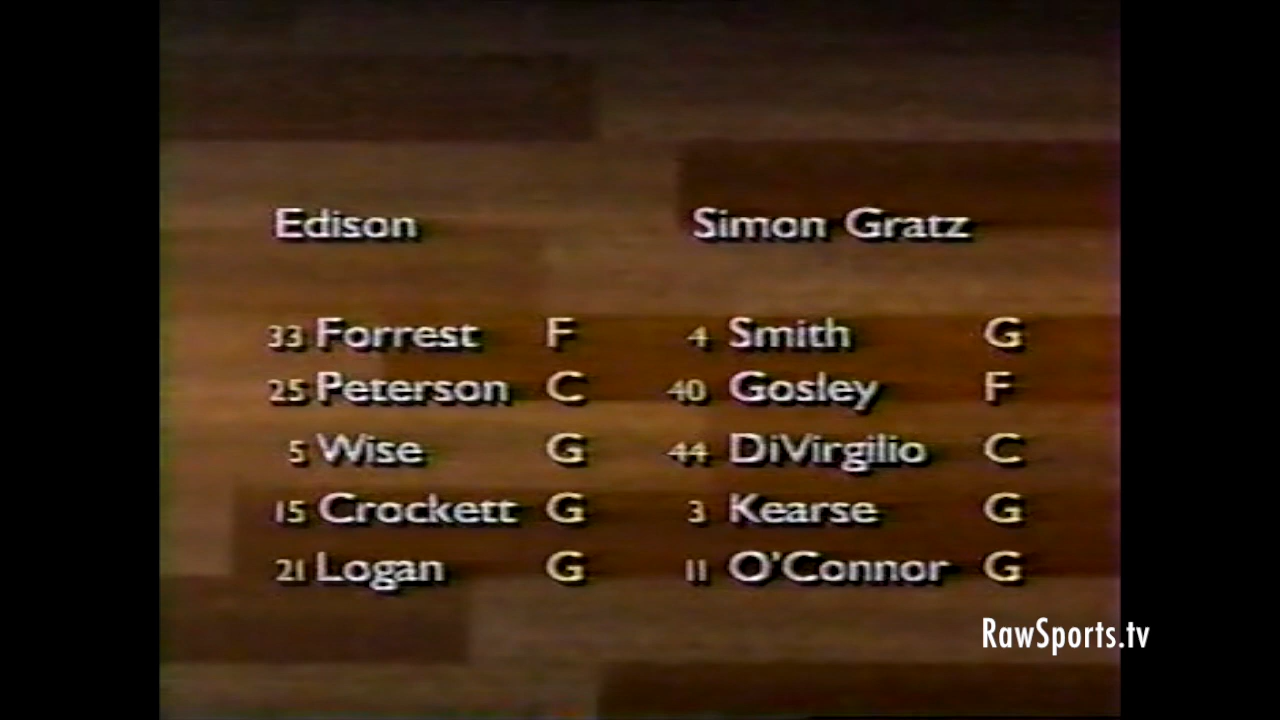 Edison Simon Gratz
33 Forrest F 4 Smith G
25 Peterson C 40 Gosley F
5 Wise G 44 DiVirgilio C
15 Crockett G 3 Kearse G
21 Logan G 11 O'Connor G
RawSports.tv